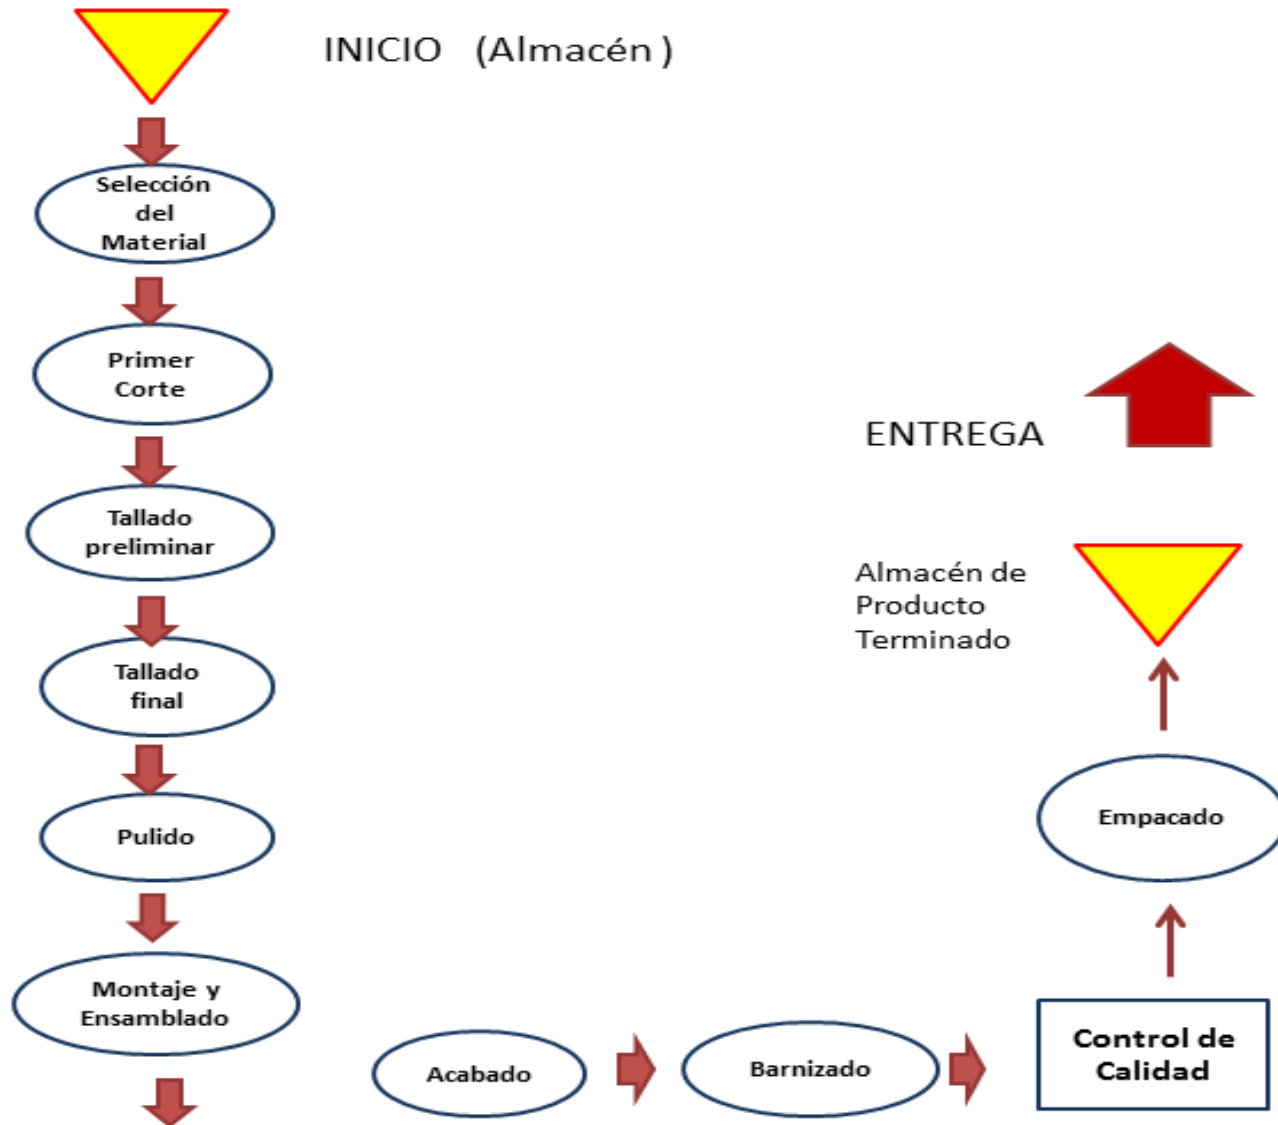 INICIO (Almacén )
Selección
del
Material
Primer
Corte
Tallado
preliminar
Tallado
final
Pulido
Montaje y
Ensamblado
Acabado
Barnizado
Control de
Calidad
Empacado
Almacén de
Producto
Terminado
ENTREGA